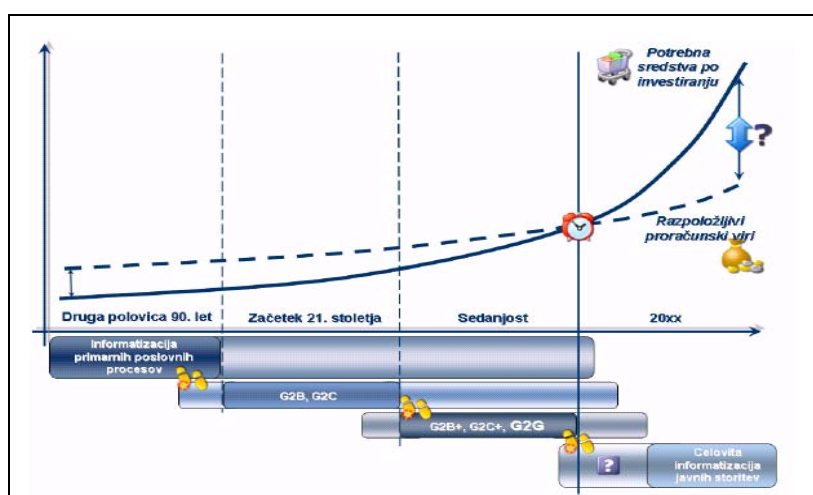 Potrebna
sredstva po
investiranju
?
Razpoložljivi
proračunski viri
Druga polovica 90. let
Začetek 21. stoletja
Sedanjost
20xx
Informatizacija
primarnih poslovnih
procesov
G2B, G2C
G2B+, G2C+, G2G
?
Celovita
informatizacija
javnih storitev